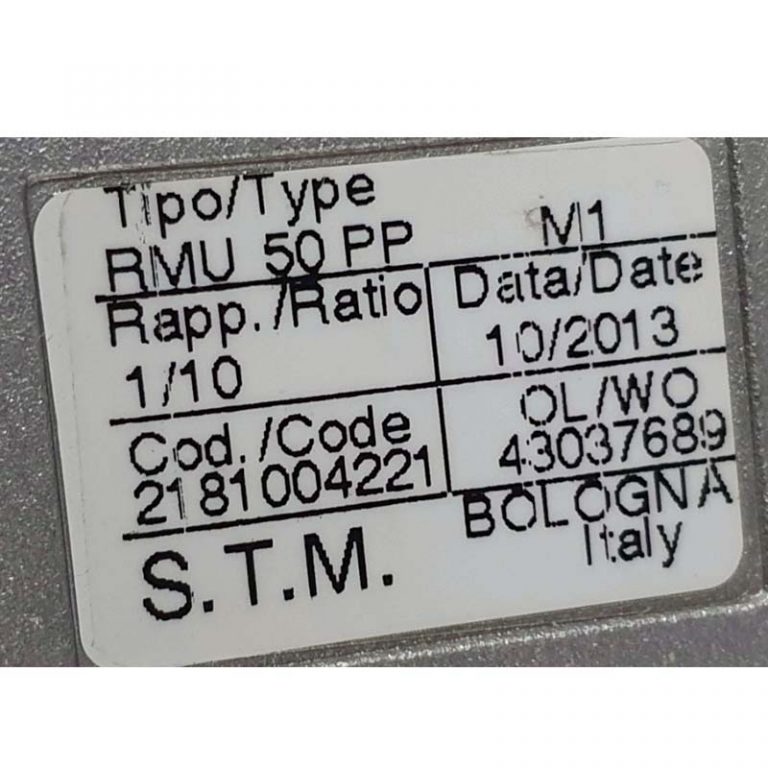 Tipo/Type
RMU 50 PP M1
Rapp./Ratio Data/Date
1/10 10/2013
Cod./Code OL/WO
2181004221 43037689
S.T.M. BOLOGNA
Italy